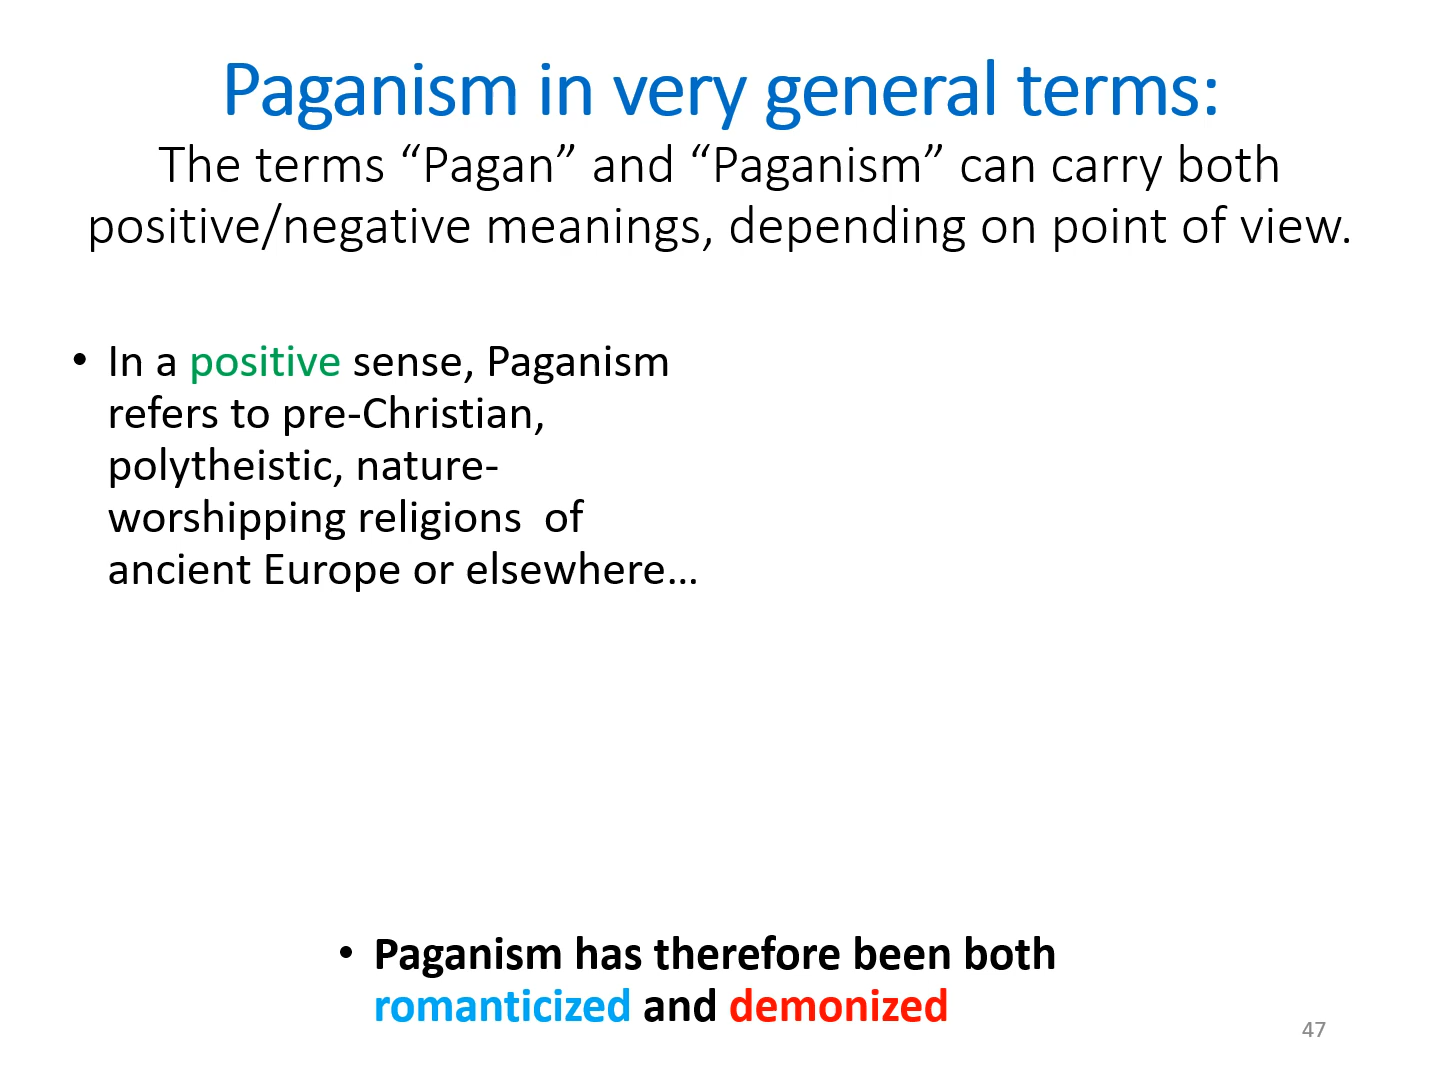 Paganism in very general terms:
The terms “Pagan” and “Paganism” can carry both
positive/negative meanings, depending on point of view.
• In a positive sense, Paganism
refers to pre-Christian,
polytheistic, nature-
worshipping religions  of
ancient Europe or elsewhere…
• Paganism has therefore been both
romanticized and demonized
47